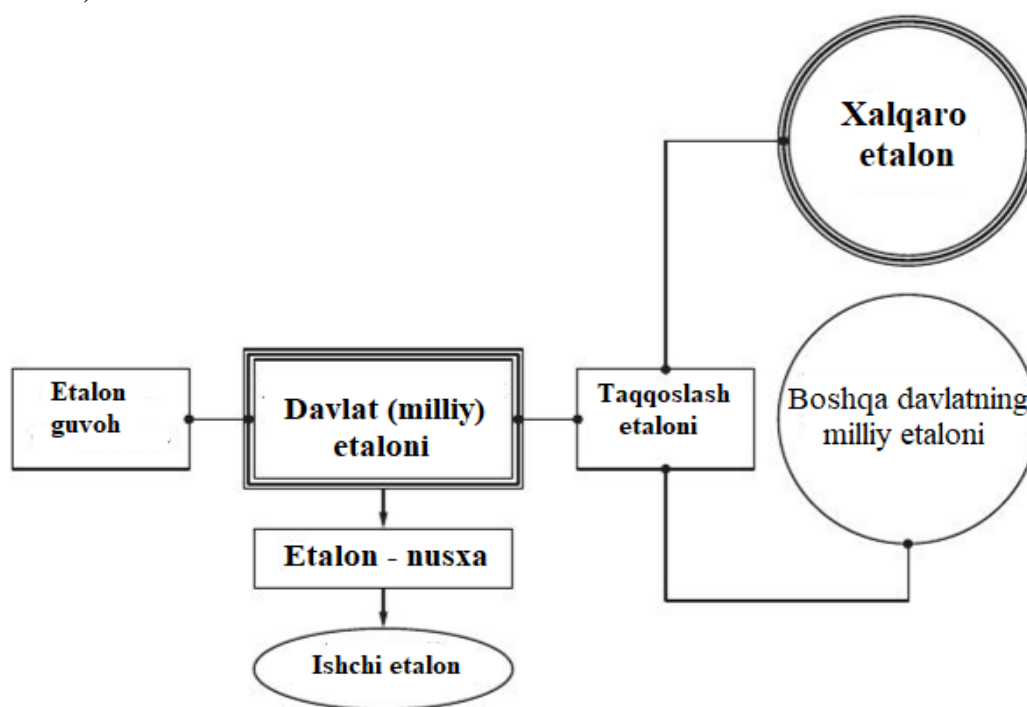 )
Xalqaro
etalon
Etalon
guvoh
Davlat (milliy)
etaloni
Taqqoslash
etaloni
Boshqa davlatning
milliy etaloni
Etalon - nusxa
Ishchi etalon